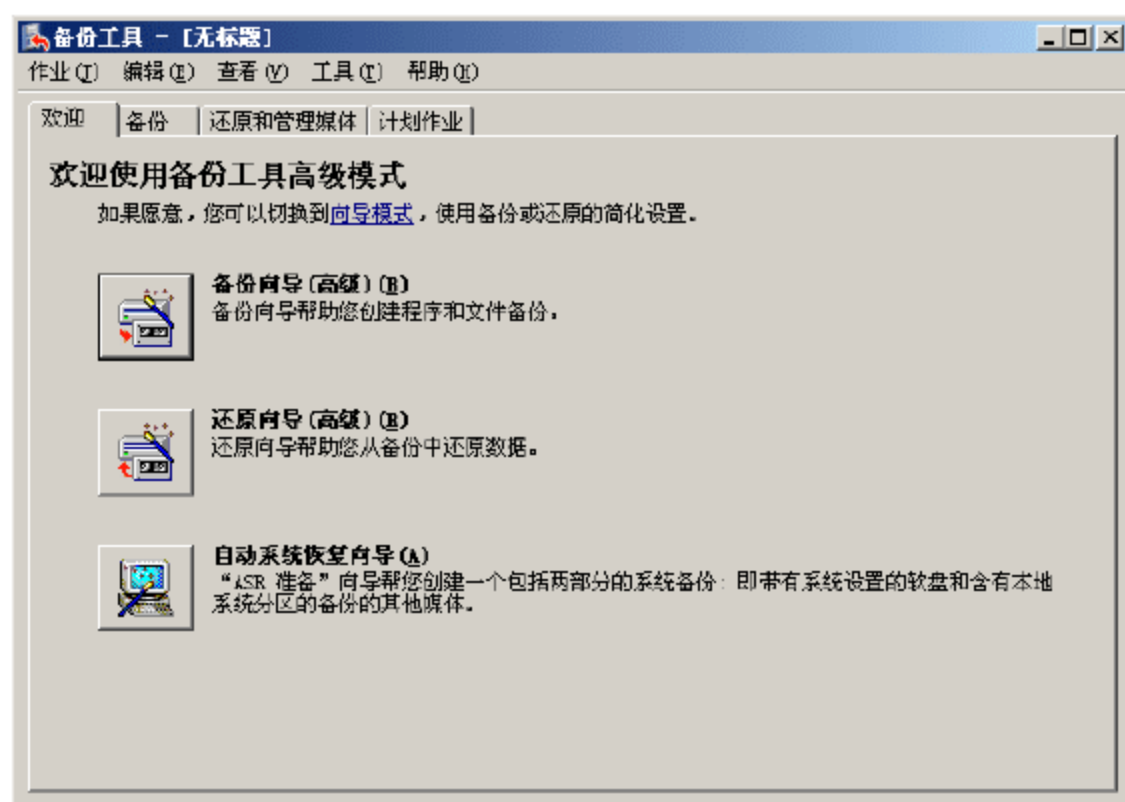 备份工具 - [无标题]
作业(J) 编辑(E) 查看(V) 工具(T) 帮助(H)
欢迎 备份 还原和管理媒体 计划作业
欢迎使用备份工具高级模式
如果愿意，您可以切换到向导模式，使用备份或还原的简化设置。
备份向导(高级)(B)
备份向导帮助您创建程序和文件备份。
还原向导(高级)(R)
还原向导帮助您从备份中还原数据。
自动系统恢复向导(A)
“ASR 准备”向导帮您创建一个包括两部分的系统备份: 即带有系统设置的软盘和含有本地
系统分区的备份的其他媒体。